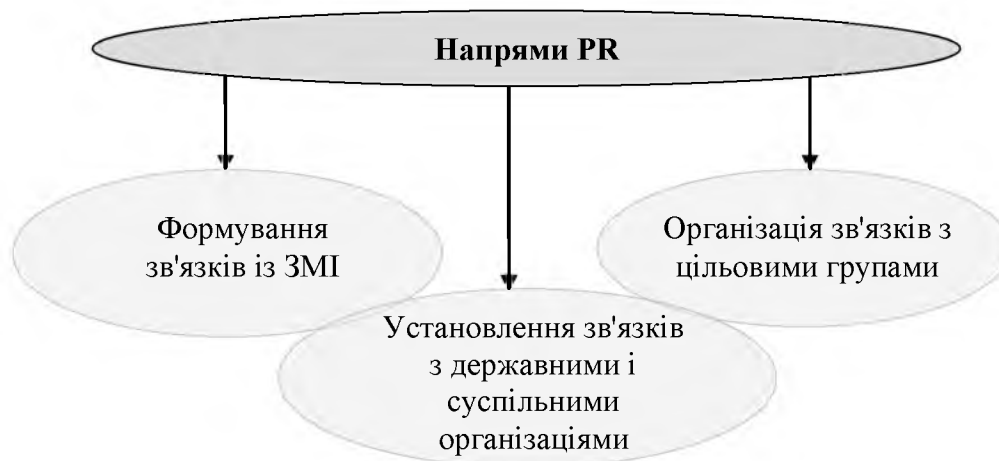 Напрями PR
Формування
зв'язків із ЗМІ
Організація зв'язків з
цільовими групами
Установлення зв'язків
з державними і
суспільними
організаціями